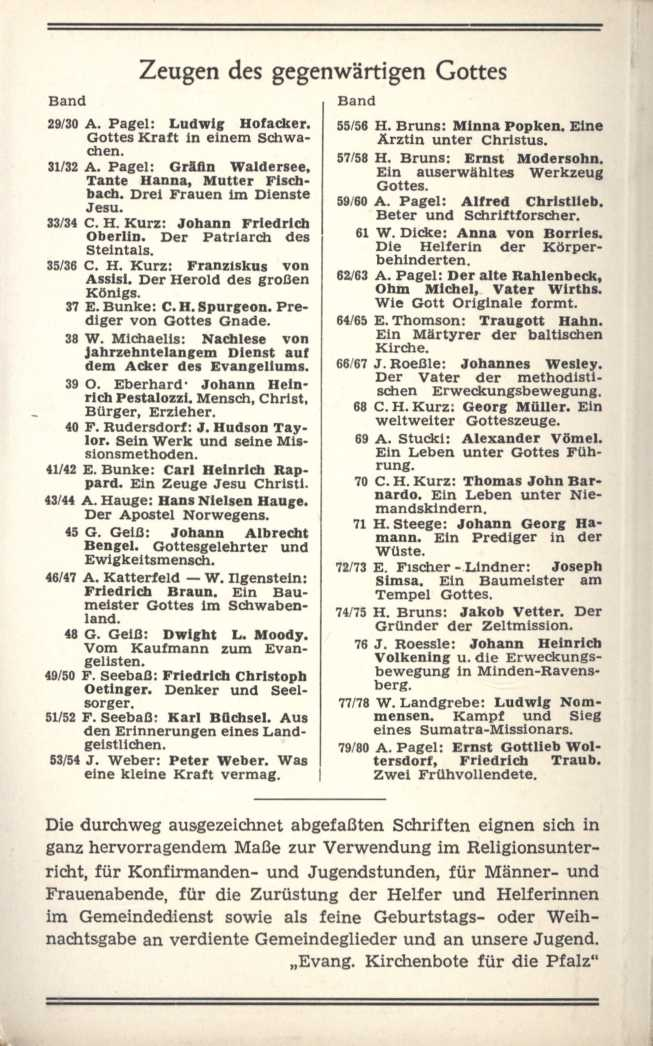 Zeugen des gegenwärtigen Gottes
Band
29/30 A. Pagel: Ludwig Hofacker.
Gottes Kraft in einem Schwa-
chen.
31/32 A. Pagel: Gräfin Waldersee,
Tante Hanna, Mutter Fisch-
bach. Drei Frauen im Dienste
Jesu.
33/34 C. H. Kurz: Johann Friedrich
Oberlin. Der Patriarch des
Steintals.
35/36 C. H. Kurz: Franziskus von
Assisi. Der Herold des großen
Königs.
37 E. Bunke: C. H. Spurgeon. Pre-
diger von Gottes Gnade.
38 W. Michaelis: Nachlese von
jahrzehntelangem Dienst auf
dem Acker des Evangeliums.
39 O. Eberhard· Johann Hein-
rich Pestalozzi. Mensch, Christ,
Bürger, Erzieher.
40 F. Rudersdorf: J. Hudson Tay-
lor. Sein Werk und seine Mis-
sionsmethoden.
41/42 E. Bunke: Carl Heinrich Rap-
pard. Ein Zeuge Jesu Christi.
43/44 A. Hauge: Hans Nielsen Hauge.
Der Apostel Norwegens.
45 G. Geiß: Johann Albrecht
Bengel. Gottesgelehrter und
Ewigkeitsmensch.
46/47 A. Katterfeld — W. Ilgenstein:
Friedrich Braun. Ein Bau-
meister Gottes im Schwaben-
land.
48 G. Geiß: Dwight L. Moody.
Vom Kaufmann zum Evan-
gelisten.
49/50 F. Seebaß: Friedrich Christoph
Oetinger. Denker und Seel-
sorger.
51/52 F. Seebaß: Karl Büchsel. Aus
den Erinnerungen eines Land-
geistlichen.
53/54 J. Weber: Peter Weber. Was
eine kleine Kraft vermag.
Band
55/56 H. Bruns: Minna Popken. Eine
Ärztin unter Christus.
57/58 H. Bruns: Ernst Modersohn.
Ein auserwähltes Werkzeug
Gottes.
59/60 A. Pagel: Alfred Christlieb.
Beter und Schriftforscher.
61 W. Dicke: Anna von Borries.
Die Helferin der Körper-
behinderten.
62/63 A. Pagel: Der alte Rahlenbeck,
Ohm Michel, Vater Wirths.
Wie Gott Originale formt.
64/65 E. Thomson: Traugott Hahn.
Ein Märtyrer der baltischen
Kirche.
66/67 J. Roeßle: Johannes Wesley.
Der Vater der methodisti-
schen Erweckungsbewegung.
68 C. H. Kurz: Georg Müller. Ein
weltweiter Gotteszeuge.
69 A. Stucki: Alexander Vömel.
Ein Leben unter Gottes Füh-
rung.
70 C. H. Kurz: Thomas John Bar-
nardo. Ein Leben unter Nie-
mandskindern.
71 H. Steege: Johann Georg Ha-
mann. Ein Prediger in der
Wüste.
72/73 E. Fischer-Lindner: Joseph
Simsa. Ein Baumeister am
Tempel Gottes.
74/75 H. Bruns: Jakob Vetter. Der
Gründer der Zeltmission.
76 J. Roessle: Johann Heinrich
Volkening u. die Erweckungs-
bewegung in Minden-Ravens-
berg.
77/78 W. Landgrebe: Ludwig Nom-
mensen. Kampf und Sieg
eines Sumatra-Missionars.
79/80 A. Pagel: Ernst Gottlieb Wol-
tersdorf, Friedrich Traub.
Zwei Frühvollendete.
Die durchweg ausgezeichnet abgefaßten Schriften eignen sich in
ganz hervorragendem Maße zur Verwendung im Religionsunter-
richt, für Konfirmanden- und Jugendstunden, für Männer- und
Frauenabende, für die Zurüstung der Helfer und Helferinnen
im Gemeindedienst sowie als feine Geburtstags- oder Weih-
nachtsgabe an verdiente Gemeindeglieder und an unsere Jugend.
„Evang. Kirchenbote für die Pfalz“